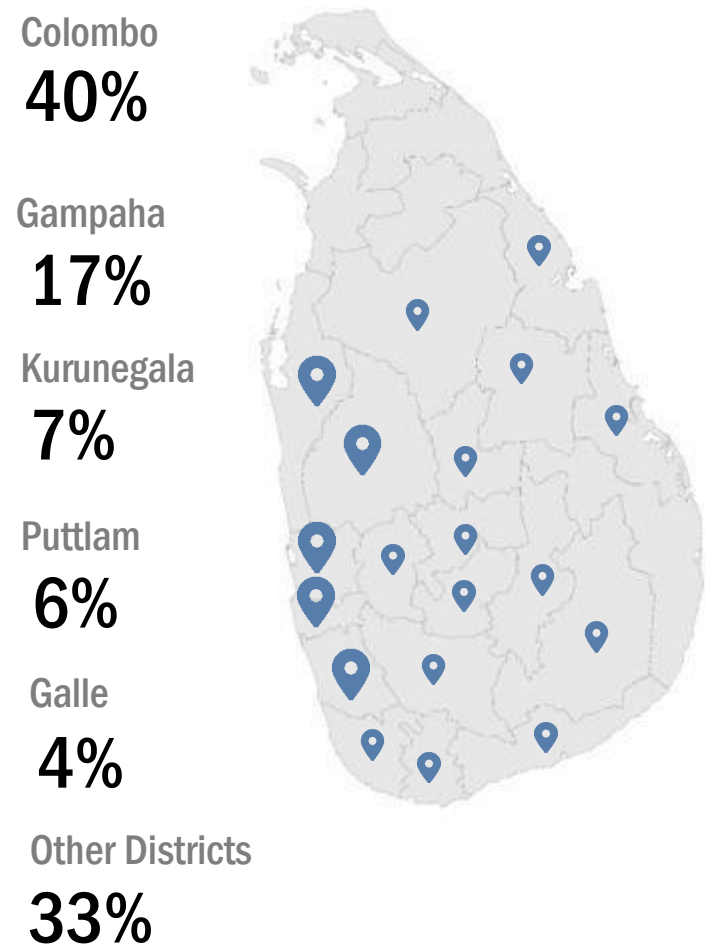 Colombo
40%
Gampaha
17%
Kurunegala
7%
Puttlam
6%
Galle
4%
Other Districts
33%